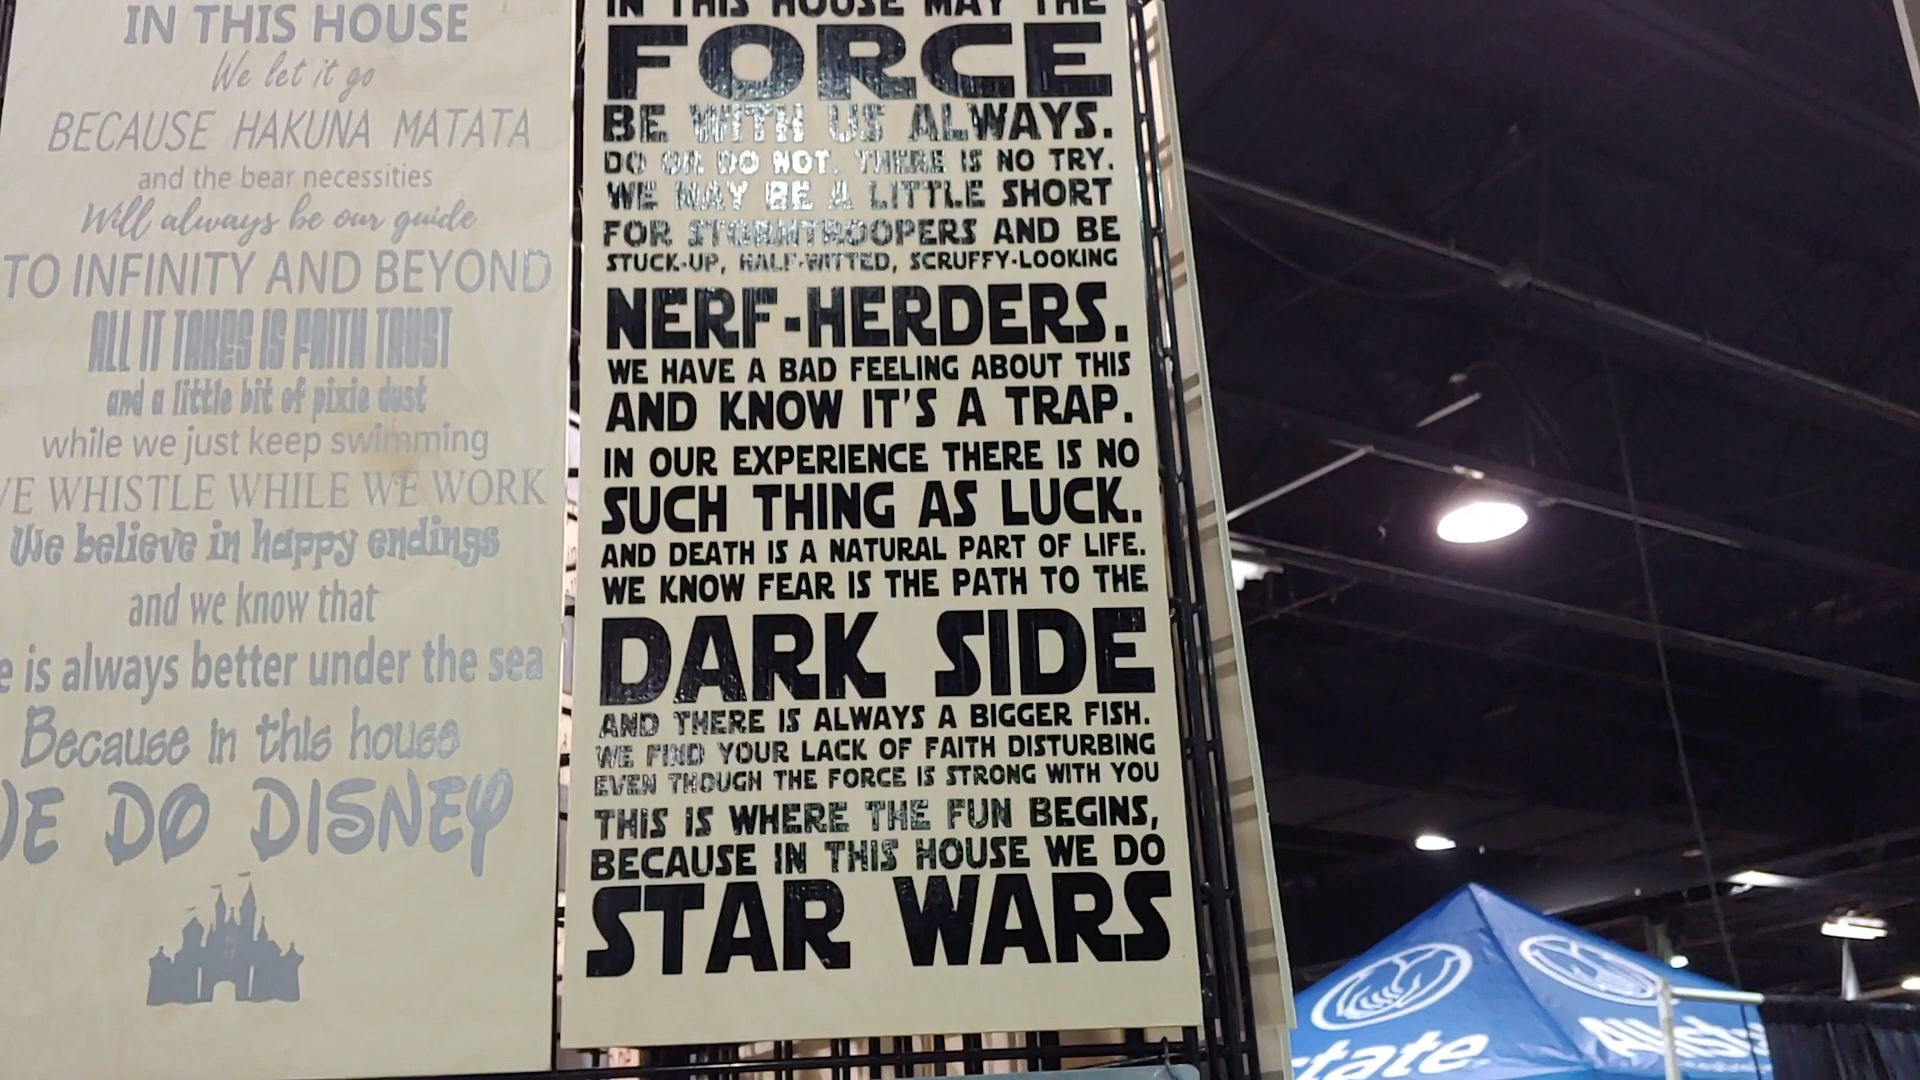 IN THIS HOUSE
We let it go
BECAUSE HAKUNA MATATA
and the bear necessities
Will always be our guide
TO INFINITY AND BEYOND
ALL IT TAKES IS FAITH TRUST
and a little bit of pixie dust
while we just keep swimming
WHISTLE WHILE WE WORK
We believe in happy endings
and we know that
is always better under the sea
Because in this house
DO DISNEY
IN THIS HOUSE MAY THE
FORCE
BE WITH US ALWAYS.
DO OR DO NOT. THERE IS NO TRY.
WE MAY BE A LITTLE SHORT
FOR STORMTROOPERS AND BE
STUCK-UP, HALF-WITTED, SCRUFFY-LOOKING
NERF-HERDERS.
WE HAVE A BAD FEELING ABOUT THIS
AND KNOW IT'S A TRAP.
IN OUR EXPERIENCE THERE IS NO
SUCH THING AS LUCK.
AND DEATH IS A NATURAL PART OF LIFE.
WE KNOW FEAR IS THE PATH TO THE
DARK SIDE
AND THERE IS ALWAYS A BIGGER FISH.
WE FIND YOUR LACK OF FAITH DISTURBING
EVEN THOUGH THE FORCE IS STRONG WITH YOU
THIS IS WHERE THE FUN BEGINS,
BECAUSE IN THIS HOUSE WE DO
STAR WARS